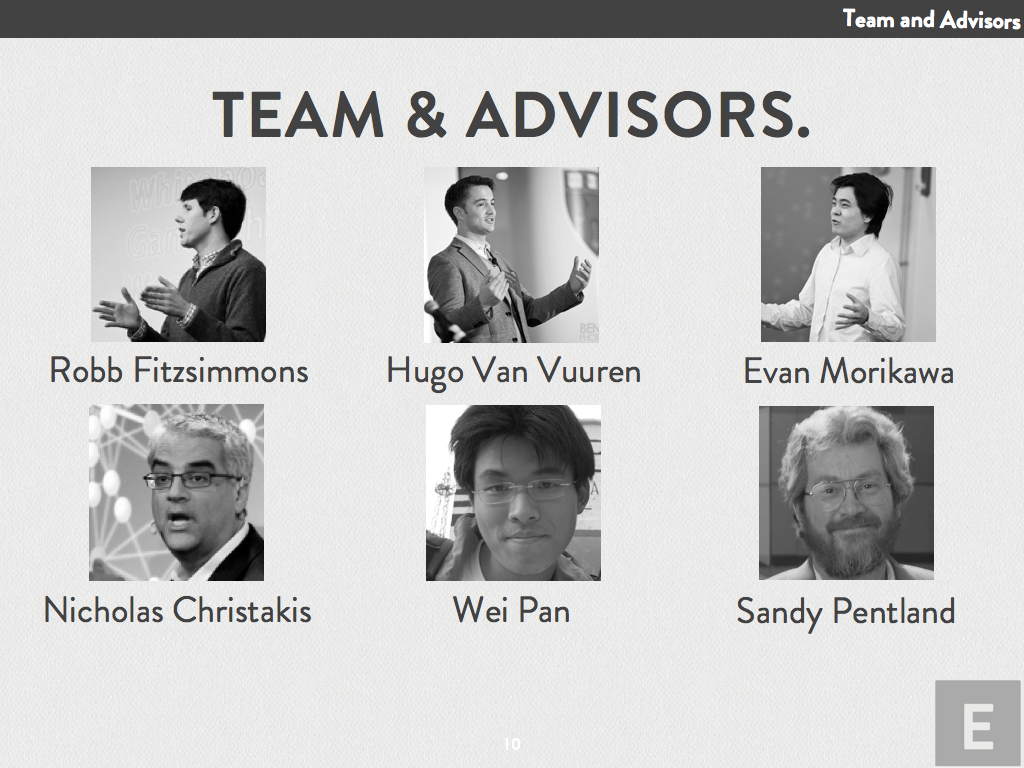 Team and Advisors
TEAM & ADVISORS.
Robb Fitzsimmons
Hugo Van Vuuren
Evan Morikawa
Nicholas Christakis
Wei Pan
Sandy Pentland
10
E